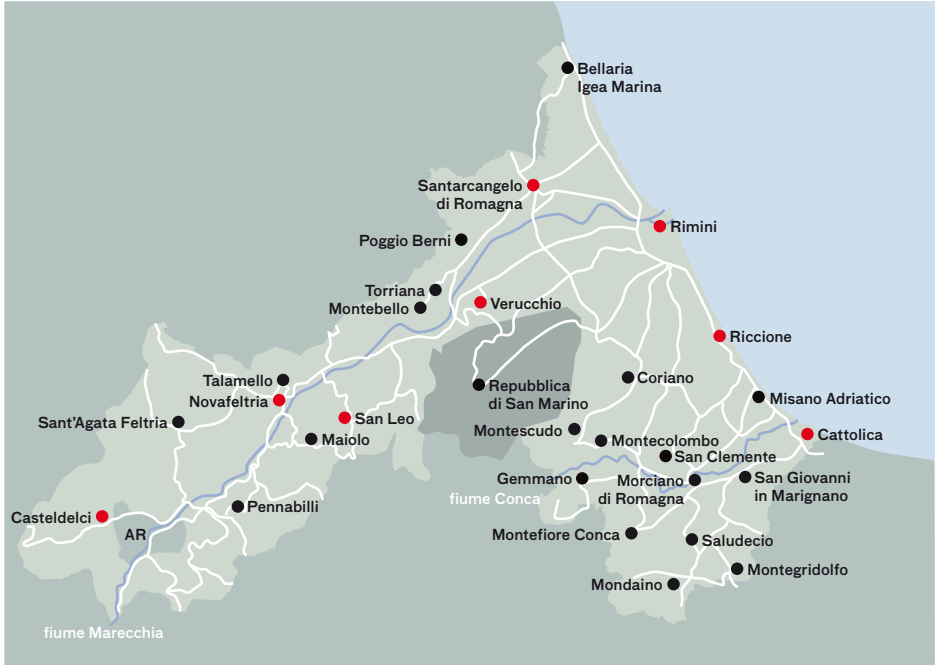 Bellaria
Igea Marina
Santarcangelo
di Romagna
Rimini
Poggio Berni
Torriana
Montebello
Verucchio
Riccione
Talamello
Novafeltria
Repubblica
di San Marino
Coriano
Misano Adriatico
Sant'Agata Feltria
San Leo
Maiolo
Montescudo
Montecolombo
Cattolica
San Clemente
Gemmano
Morciano
di Romagna
San Giovanni
in Marignano
fiume Conca
Pennabilli
Casteldelci
AR
Montefiore Conca
Saludecio
Montegridolfo
Mondaino
fiume Marecchia